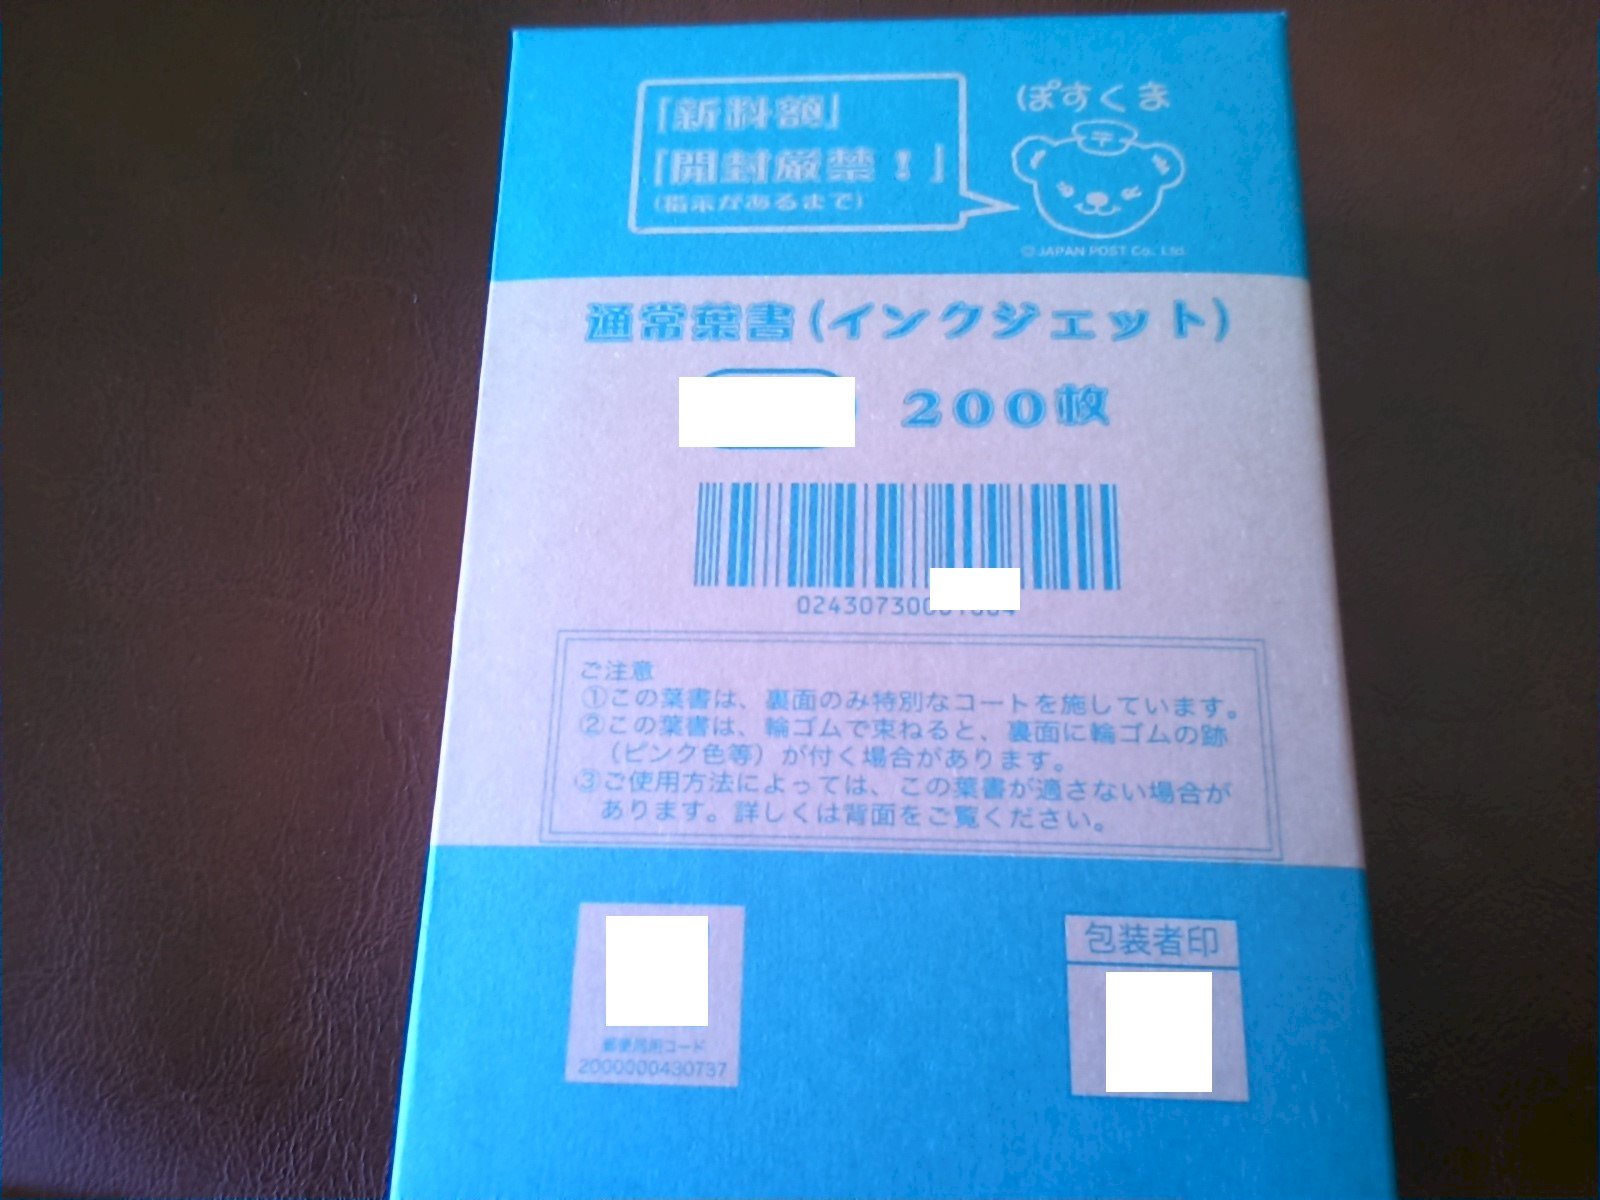 「新料額」
「開封厳禁！」
(指示があるまで)
ぽすくま
〒
©JAPAN POST Co., Ltd.
通常葉書(インクジェット)
200枚
02430730
ご注意
①この葉書は、裏面のみ特別なコートを施しています。
②この葉書は、輪ゴムで束ねると、裏面に輪ゴムの跡
(ピンク色等)が付く場合があります。
③ご使用方法によっては、この葉書が適さない場合が
あります。詳しくは背面をご覧ください。
郵便局用コード
2000000430737
包装者印